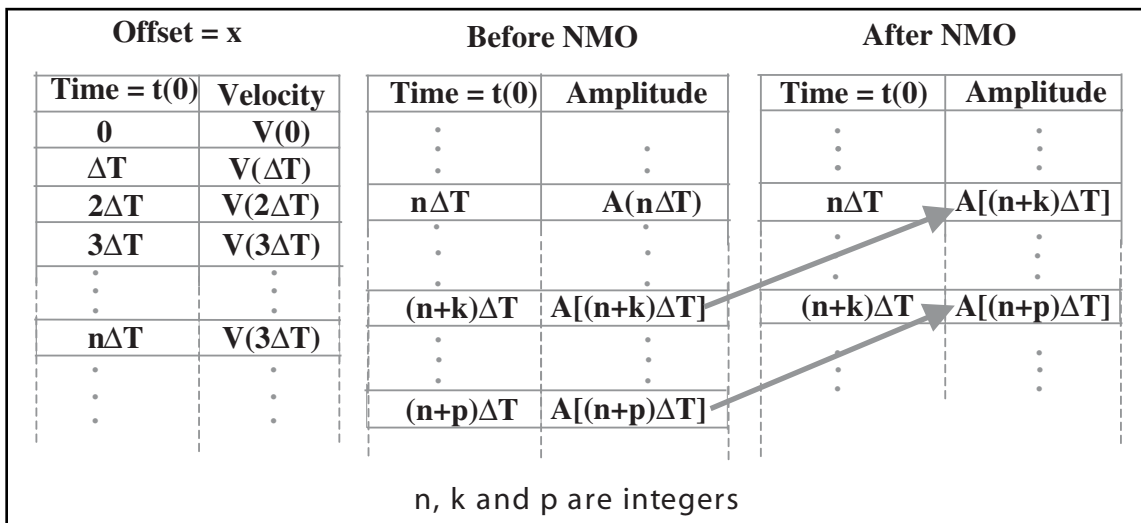 Offset = x
Time = t(0) Velocity
0 V(0)
ΔT V(ΔT)
2ΔT V(2ΔT)
3ΔT V(3ΔT)
nΔT V(3ΔT)
Before NMO
Time = t(0) Amplitude
nΔT A(nΔT)
(n+k)ΔT A[(n+k)ΔT]
(n+p)ΔT A[(n+p)ΔT]
After NMO
Time = t(0) Amplitude
nΔT A[(n+k)ΔT]
(n+k)ΔT A[(n+p)ΔT]
n, k and p are integers